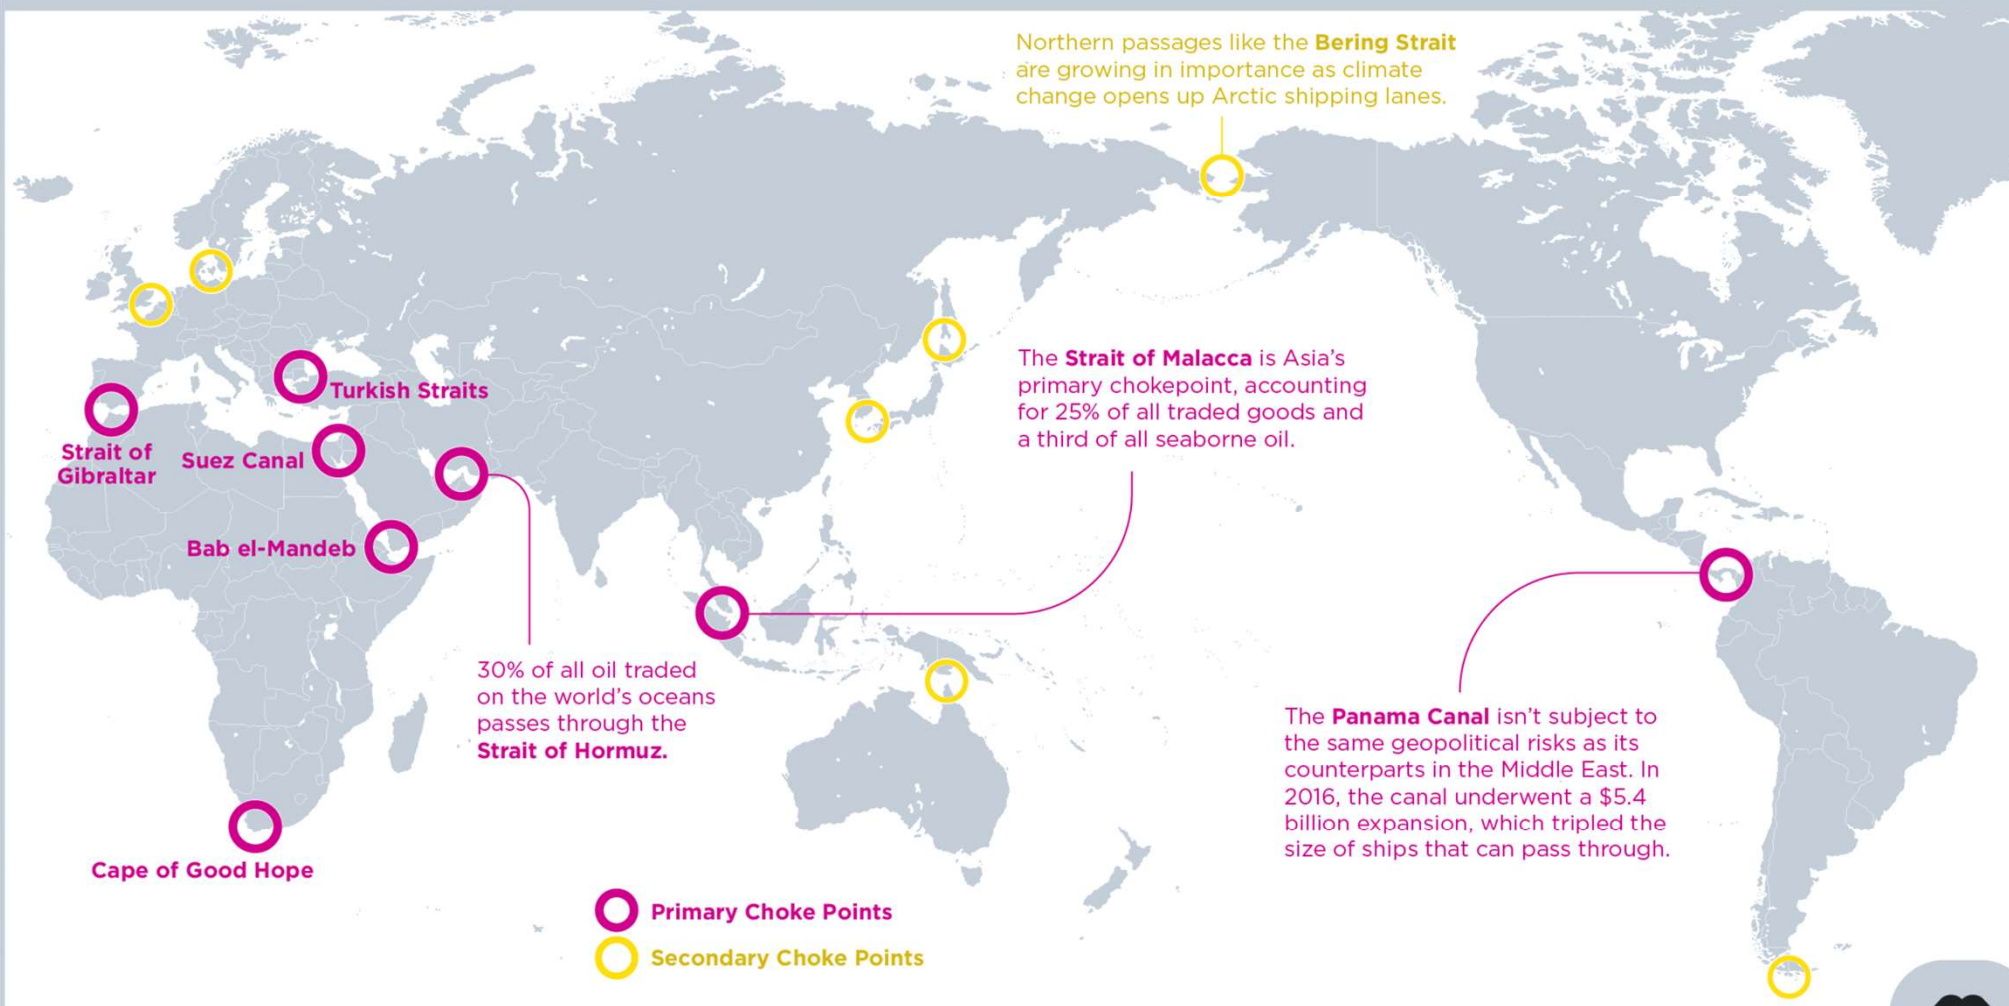 Northern passages like the Bering Strait
are growing in importance as climate
change opens up Arctic shipping lanes.
The Strait of Malacca is Asia’s
primary chokepoint, accounting
for 25% of all traded goods and
a third of all seaborne oil.
Turkish Straits
Strait of
Gibraltar
Suez Canal
Bab el-Mandeb
30% of all oil traded
on the world’s oceans
passes through the
Strait of Hormuz.
The Panama Canal isn’t subject to
the same geopolitical risks as its
counterparts in the Middle East. In
2016, the canal underwent a $5.4
billion expansion, which tripled the
size of ships that can pass through.
Cape of Good Hope
Primary Choke Points
Secondary Choke Points